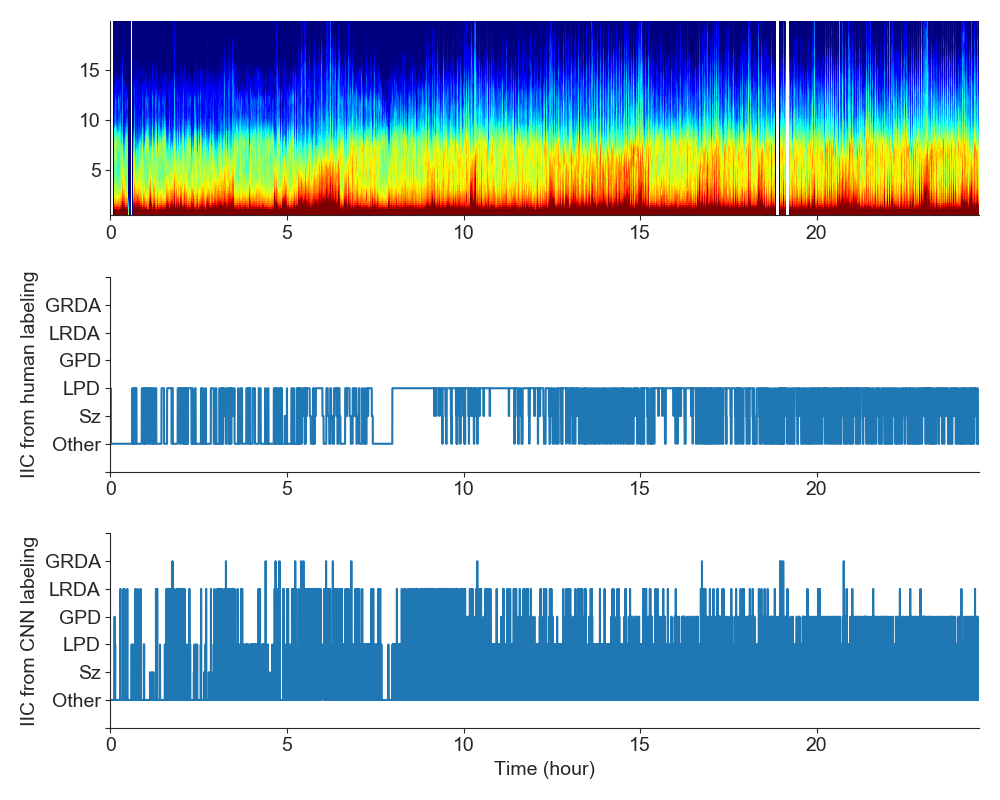 15
10
5
0 5 10 15 20
IIC from human labeling
GRDA
LRDA
GPD
LPD
Sz
Other
0 5 10 15 20
IIC from CNN labeling
GRDA
LRDA
GPD
LPD
Sz
Other
0 5 10 15 20
Time (hour)